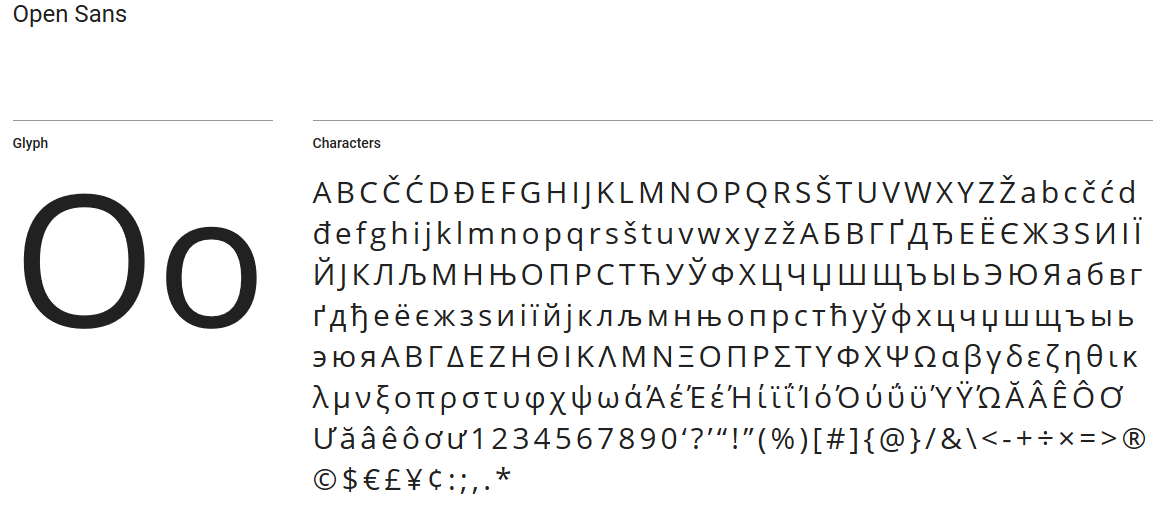 Open Sans
Glyph
Characters
Oo
ABCČĆDĐEFGHIJKLMNOPQRSŠTUVWXYZŽabcčćd
đefghijklmnopqrsštuvwxyzžАБВГҐДЂЕЁЄЖЗЅИІЇ
ЙЈКЛЉМНЊОПРСТЋУЎФХЦЧЏШЩЪЫЬЭЮЯабвг
ґдђеёєжзѕиіїйјклљмнњопрстћуўфхцчџшщъыь
эюяΑΒΓΔΕΖΗΘΙΚΛΜΝΞΟΠΡΣΤΥΦΧΨΩαβγδεζηθικ
λμνξοπρστυφχψωάΆέΈέΉίϊΐΊόΌύΰϋΎΫΏĂÂÊÔƠ
Ưăâêôơư1234567890‘?’“!”(%)[#]{@}/&\<-+÷×=>®
©$€£¥¢:;,.*